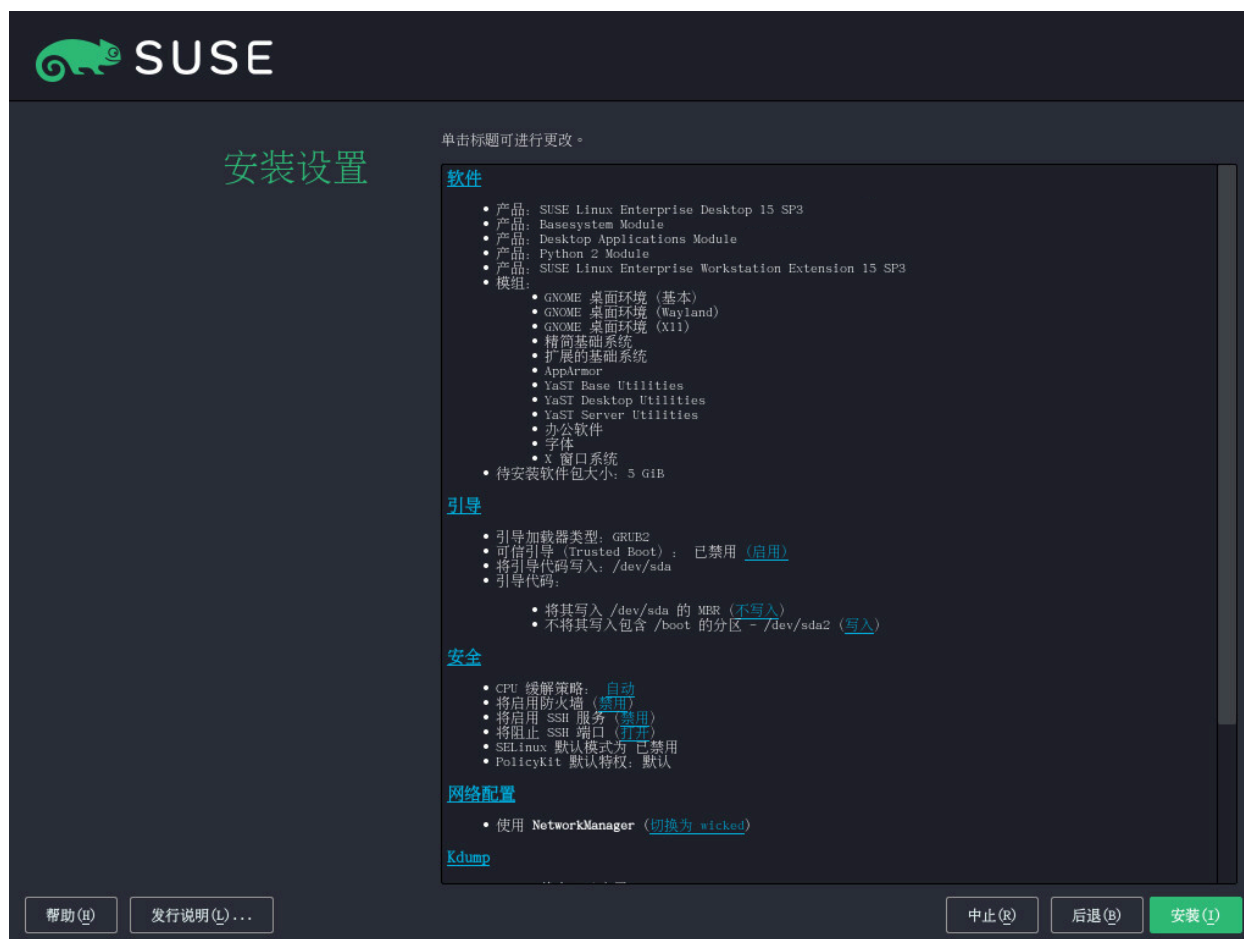 SUSE
安装设置
单击标题可进行更改。
软件
产品: SUSE Linux Enterprise Desktop 15 SP3
产品: Basesystem Module
产品: Desktop Applications Module
产品: Python 2 Module
产品: SUSE Linux Enterprise Workstation Extension 15 SP3
模组:
GNOME 桌面环境 (基本)
GNOME 桌面环境 (Wayland)
GNOME 桌面环境 (X11)
精简基础系统
扩展的基础系统
AppArmor
YaST Base Utilities
YaST Desktop Utilities
YaST Server Utilities
办公软件
字体
X 窗口系统
待安装软件包大小: 5 GiB
引导
引导加载器类型: GRUB2
可信引导 (Trusted Boot) : 已禁用 (启用)
将引导代码写入: /dev/sda
引导代码:
将其写入 /dev/sda 的 MBR (不写入)
不将其写入包含 /boot 的分区 - /dev/sda2 (写入)
安全
CPU 缓解策略: 自动
将启用防火墙 (禁用)
将启用 SSH 服务 (禁用)
将阻止 SSH 端口 (打开)
SELinux 默认模式为 已禁用
PolicyKit 默认特权: 默认
网络配置
使用 NetworkManager (切换为 wicked)
Kdump
帮助(H) 发行说明(L)... 中止(R) 后退(B) 安装(I)